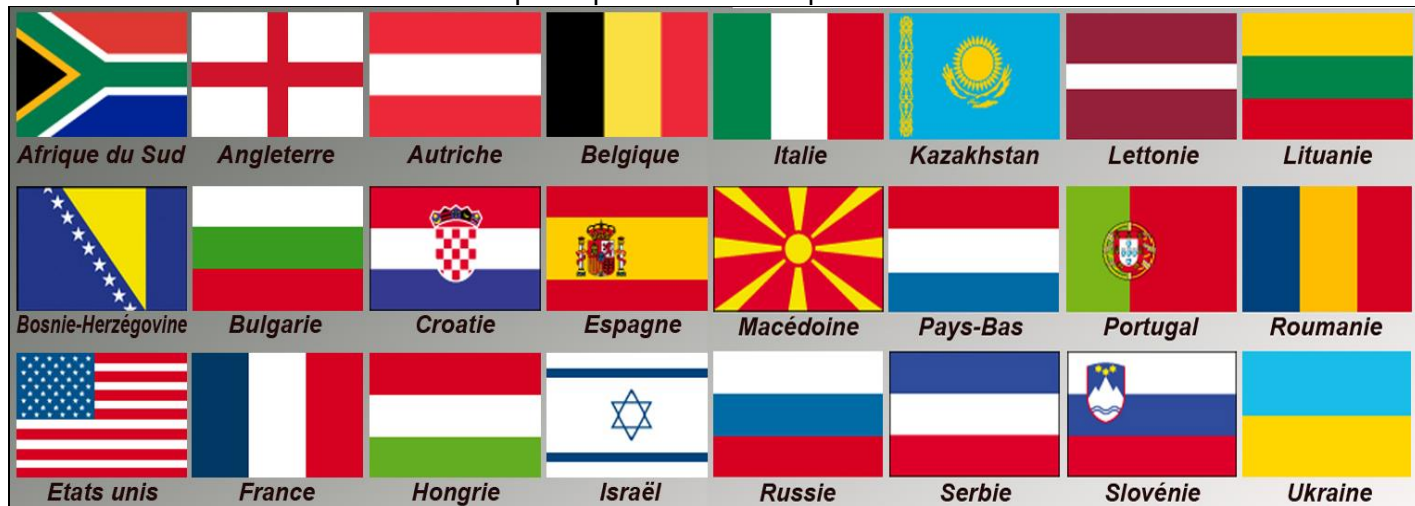 Afrique du Sud Angleterre Autriche Belgique Italie Kazakhstan Lettonie Lituanie
Bosnie-Herzégovine Bulgarie Croatie Espagne Macédoine Pays-Bas Portugal Roumanie
Etats unis France Hongrie Israël Russie Serbie Slovénie Ukraine